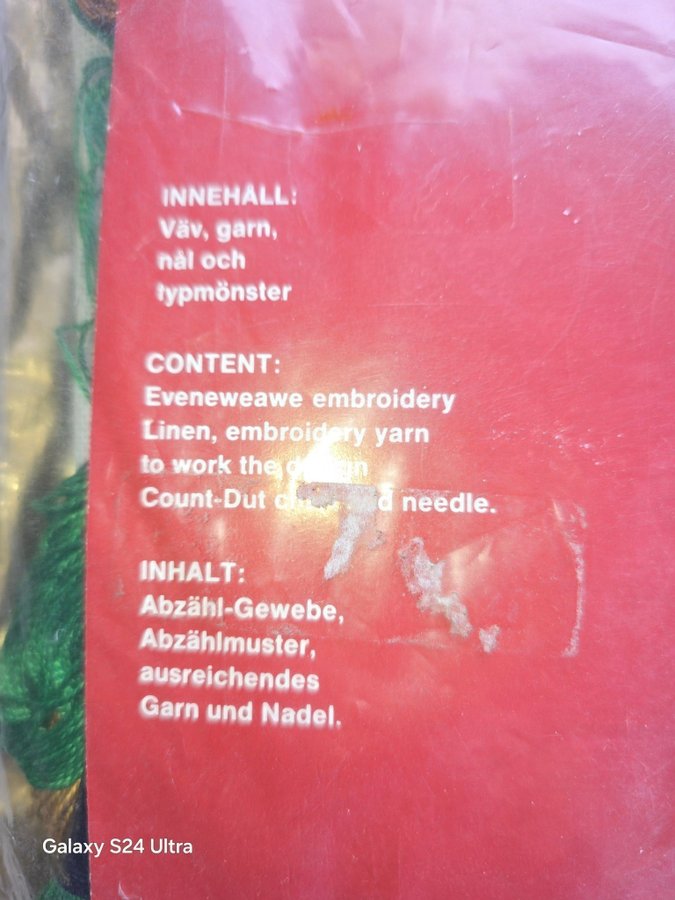 INNEHÅLL:
Väv, garn,
nål och
typmönster
CONTENT:
Eveneweawe embroidery
Linen, embroidery yarn
to work the
Count-Dut needle.
INHALT:
Abzähl-Gewebe,
Abzählmuster,
ausreichendes
Garn und Nadel.
Galaxy S24 Ultra